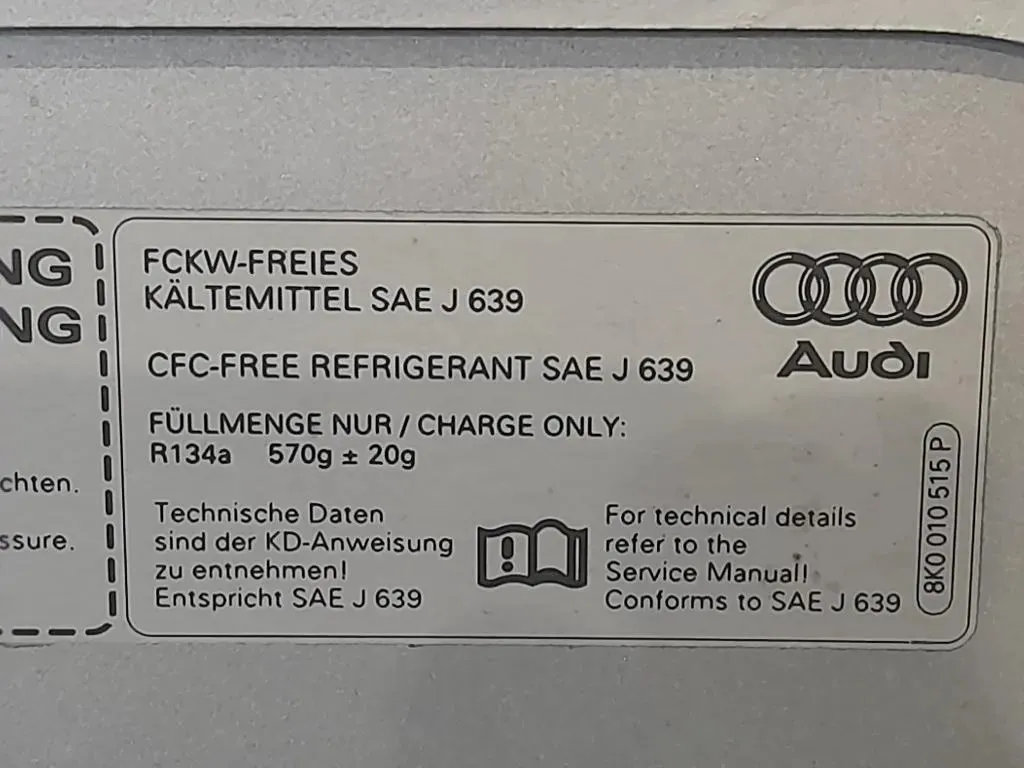 NG
NG
chten.
ssure.
FCKW-FREIES
KÄLTEMITTEL SAE J 639
CFC-FREE REFRIGERANT SAE J 639
FÜLLMENGE NUR / CHARGE ONLY:
R134a 570g ± 20g
Technische Daten
sind der KD-Anweisung
zu entnehmen!
Entspricht SAE J 639
For technical details
refer to the
Service Manual!
Conforms to SAE J 639
Audi
8K0 010 515 P